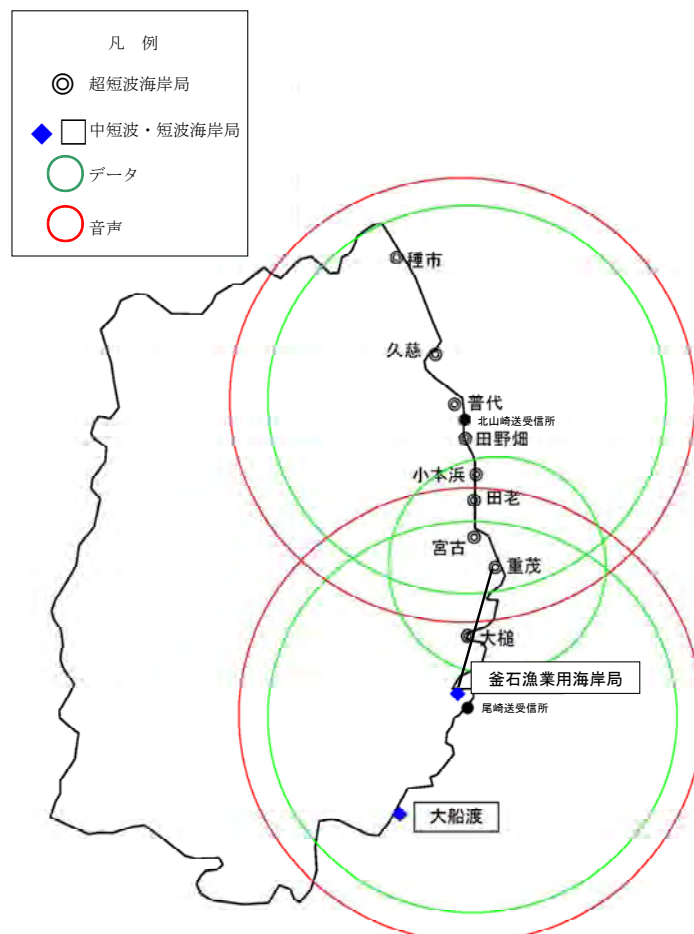 凡 例
超短波海岸局
中短波・短波海岸局
データ
音声
種市
久慈
普代
北山崎送受信所
田野畑
小本浜
田老
宮古
重茂
大槌
釜石漁業用海岸局
尾崎送受信所
大船渡